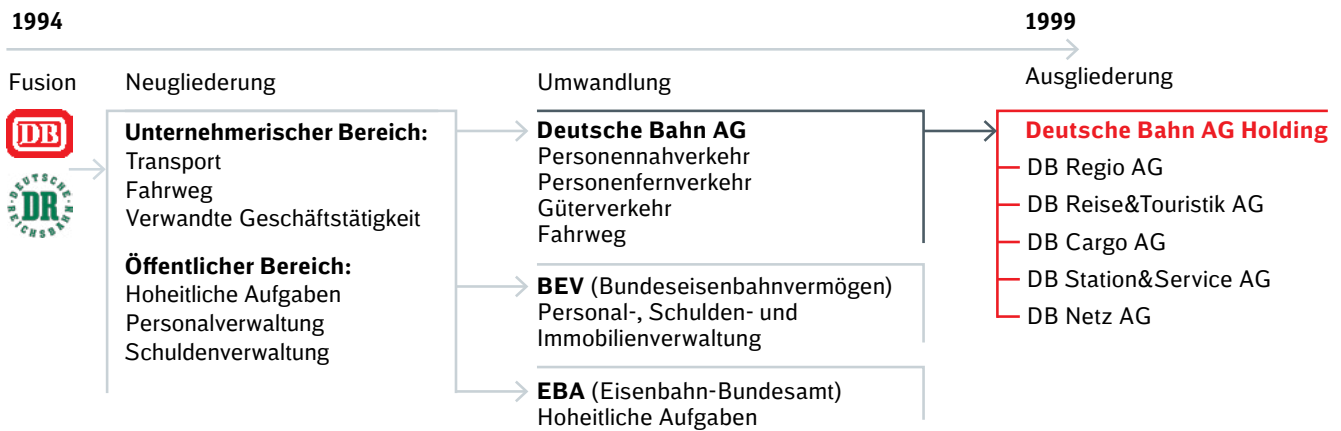 1994
1999
Fusion
Neugliederung
Umwandlung
Ausgliederung
DB
DEUTSCHE
DR
REICHSBAHN
Unternehmerischer Bereich:
Transport
Fahrweg
Verwandte Geschäftstätigkeit
Öffentlicher Bereich:
Hoheitliche Aufgaben
Personalverwaltung
Schuldenverwaltung
Deutsche Bahn AG
Personennahverkehr
Personenfernverkehr
Güterverkehr
Fahrweg
BEV (Bundeseisenbahnvermögen)
Personal-, Schulden- und
Immobilienverwaltung
EBA (Eisenbahn-Bundesamt)
Hoheitliche Aufgaben
Deutsche Bahn AG Holding
DB Regio AG
DB Reise&Touristik AG
DB Cargo AG
DB Station&Service AG
DB Netz AG